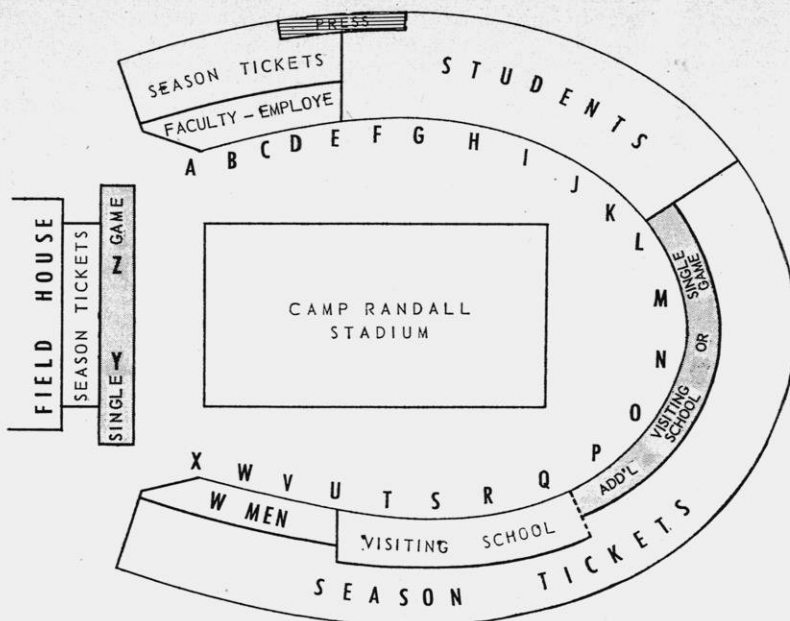 PRESS
SEASON TICKETS
FACULTY - EMPLOYE
STUDENTS
A B C D E F G H I J K L M N O P Q R S T U V W X
FIELD HOUSE
SEASON TICKETS
SINGLE Y Z GAME
CAMP RANDALL
STADIUM
SINGLE
GAME
OR
VISITING
SCHOOL
ADD'L
W MEN
VISITING SCHOOL
SEASON TICKETS